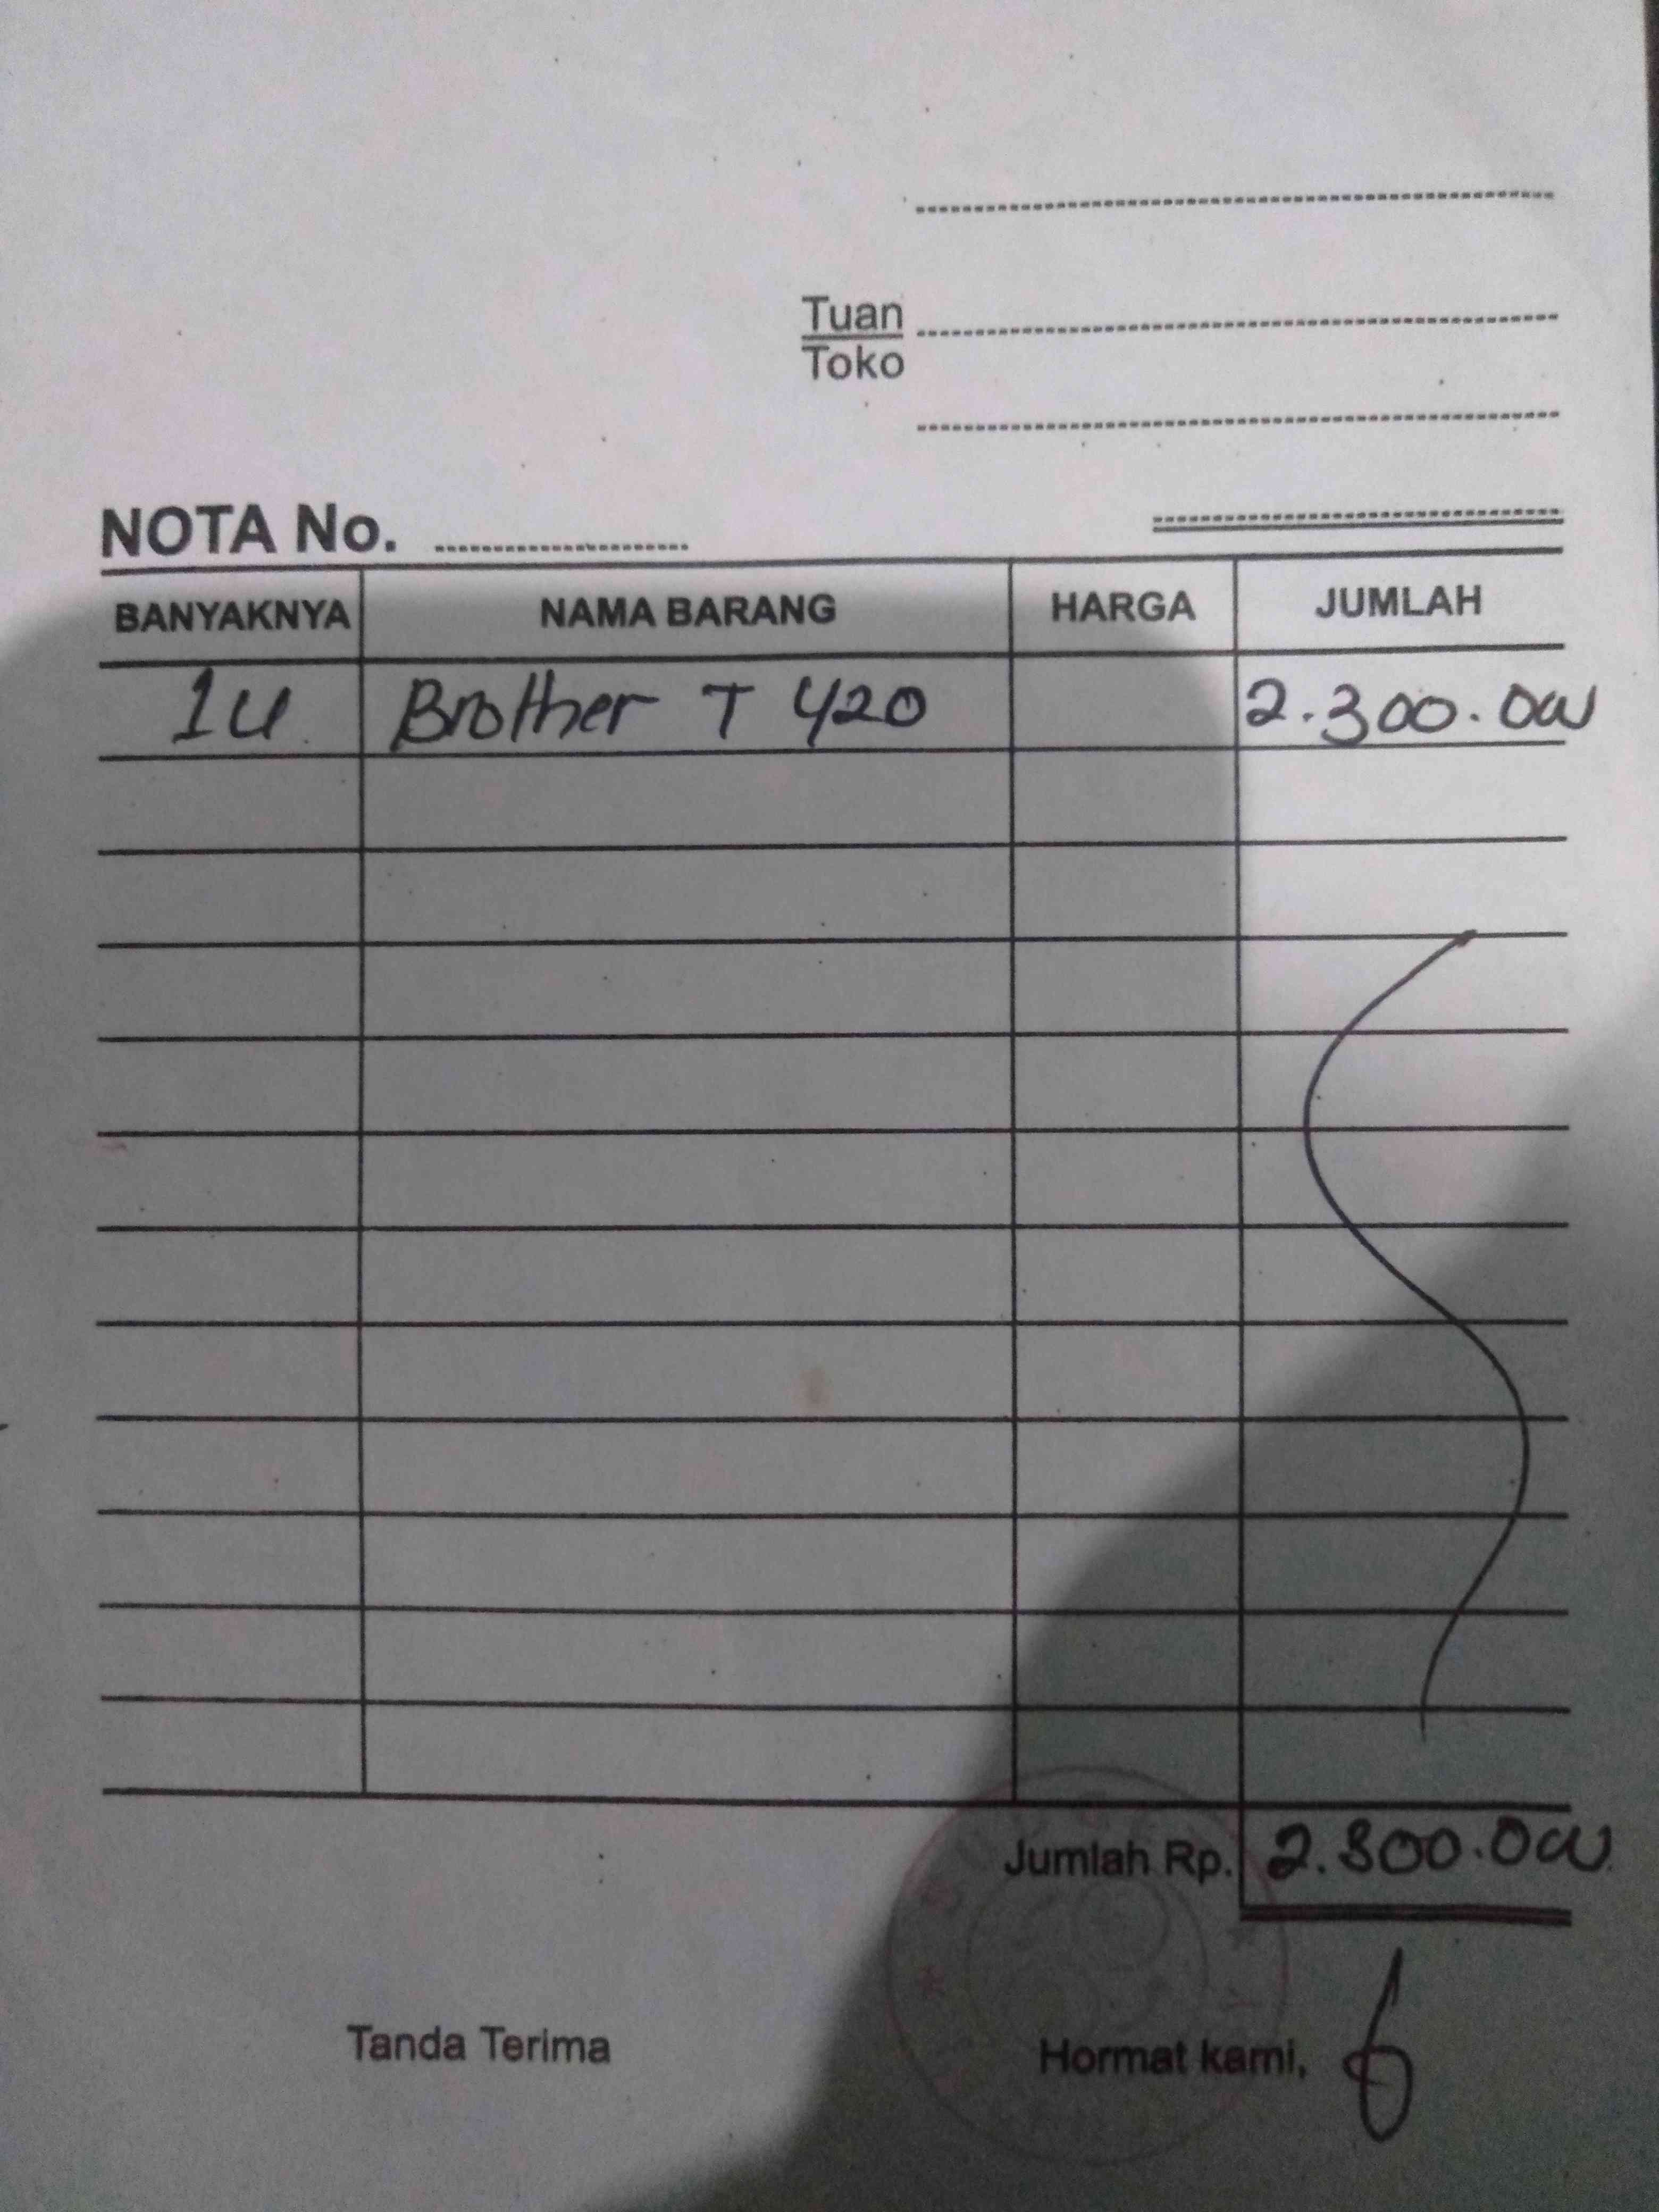 Tuan
Toko
NOTA No.
BANYAKNYA NAMA BARANG HARGA JUMLAH
1U Brother T 420 2.300.000
Jumlah Rp. 2.300.000
Tanda Terima Hormat kami,